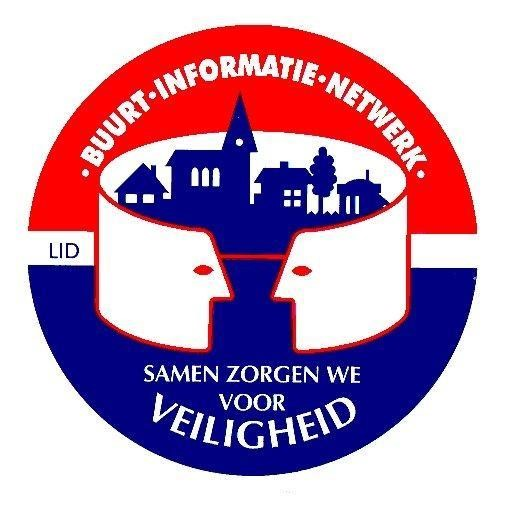 ·BUURT·INFORMATIE·NETWERK·
LID
SAMEN ZORGEN WE
VOOR
VEILIGHEID